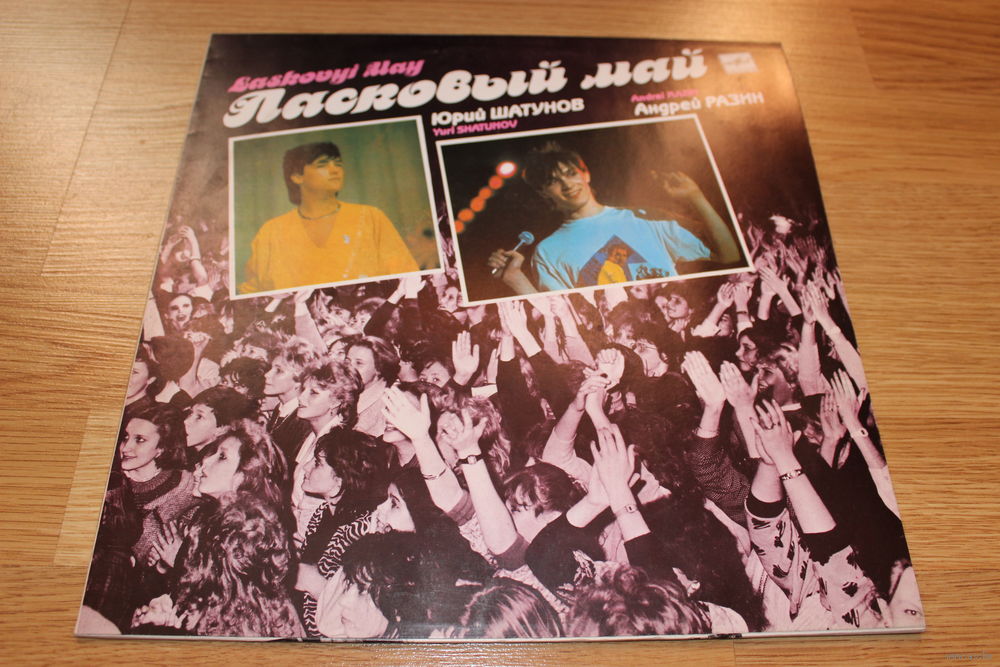 Laskovyi May
Ласковый май
Юрий ШАТУНОВ
Yuri SHATUNOV
Andrei RAZIN
Андрей РАЗИН